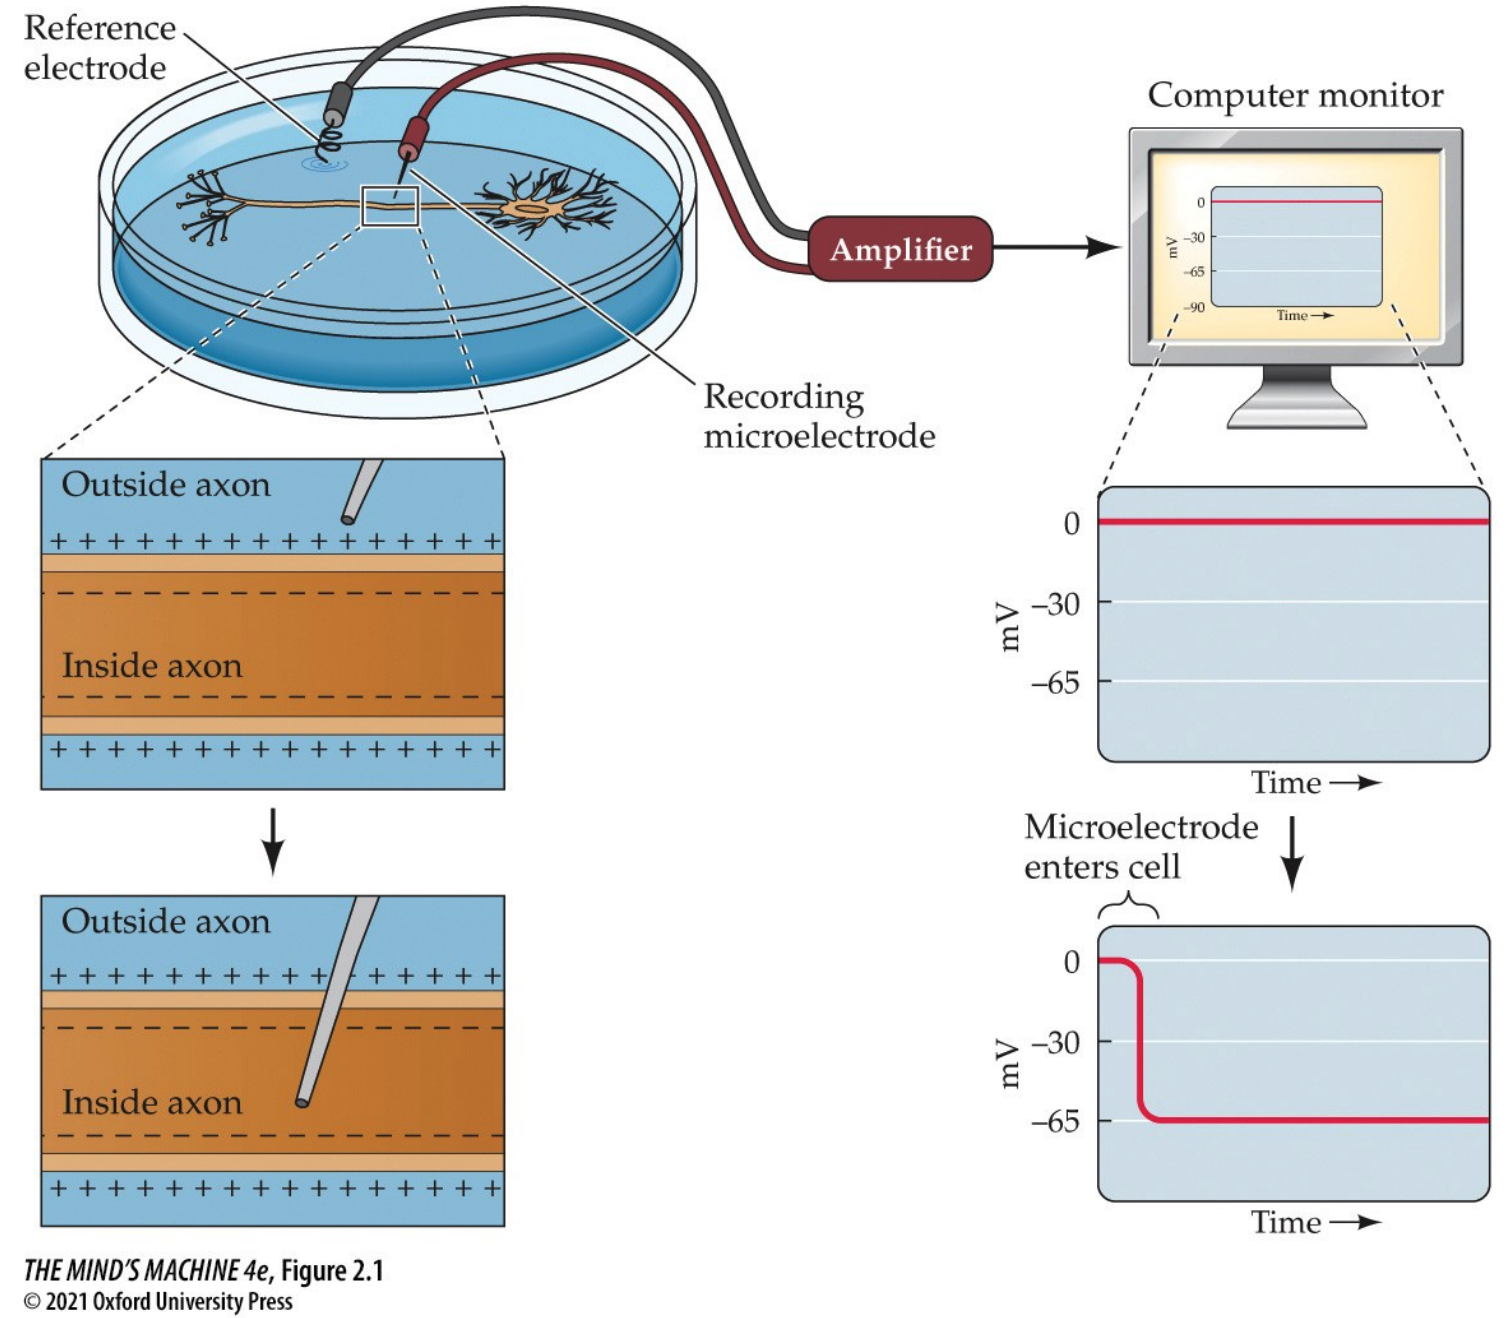 Reference
electrode
Computer monitor
0
−30
−65
−90
mV
Time
Amplifier
Recording
microelectrode
Outside axon
+ + + + + + + + + + + + + + + +
– – – – – – – – – – – – – – – –
Inside axon
– – – – – – – – – – – – – – – –
+ + + + + + + + + + + + + + + +
0
−30
−65
mV
Time
Microelectrode
enters cell
Outside axon
+ + + + + + + + + + + + + + +
– – – – – – – – – – – – – – –
Inside axon
– – – – – – – – – – – – – – – –
+ + + + + + + + + + + + + + + +
0
−30
−65
mV
Time
THE MIND'S MACHINE 4e, Figure 2.1
© 2021 Oxford University Press